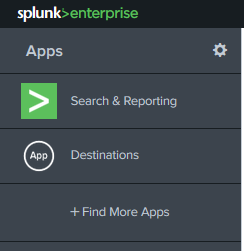 splunk>enterprise
Apps
> Search & Reporting
App Destinations
+ Find More Apps